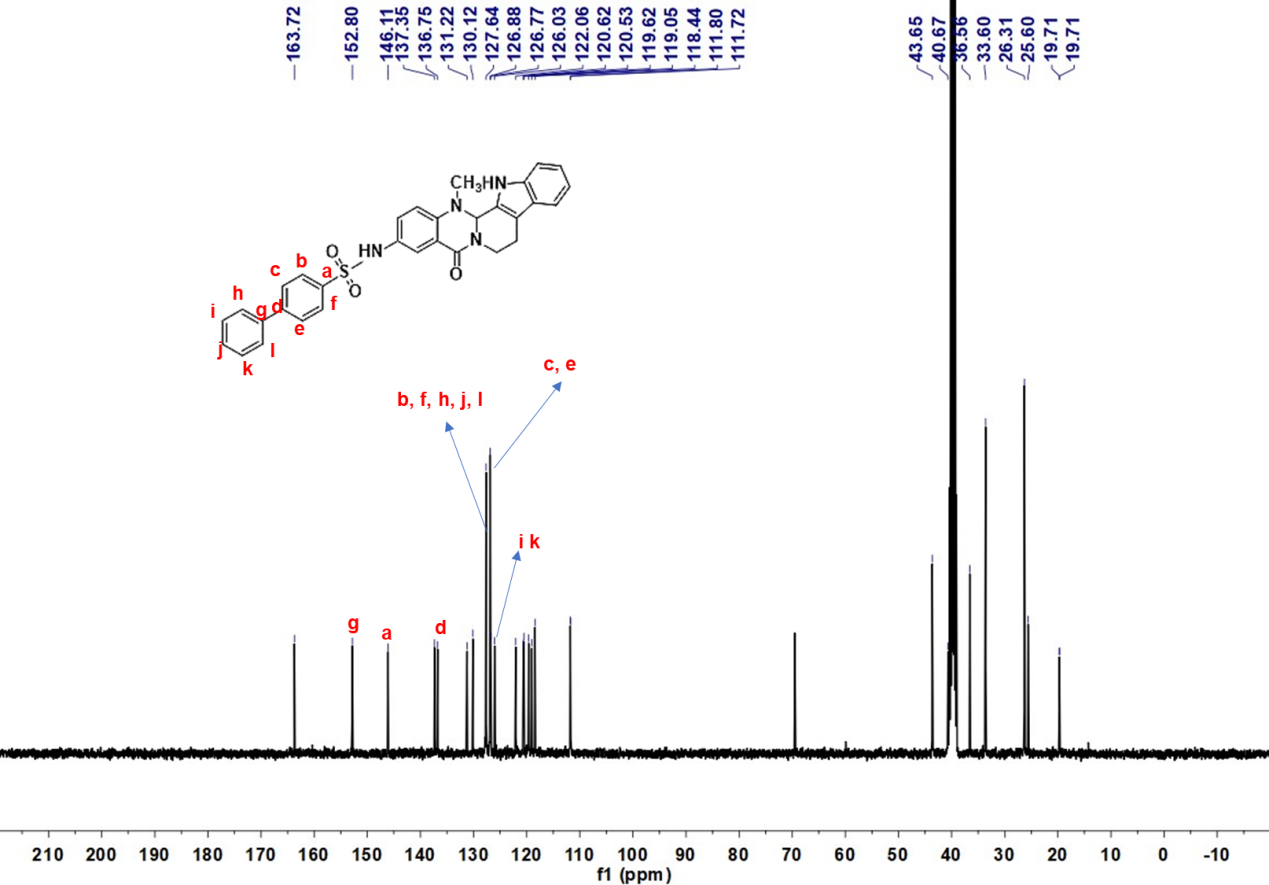 163.72
152.80
146.11
137.35
136.75
131.22
130.12
127.64
126.88
126.77
126.03
122.06
120.62
120.53
119.62
119.05
118.44
111.80
111.72
43.65
40.67
36.56
33.60
26.31
25.60
19.71
19.71
CH3
HN
N
N
O
HN
O
S
O
a
b
c
d
e
f
g
h
i
j
k
l
c, e
b, f, h, j, l
i k
g
a
d
210 200 190 180 170 160 150 140 130 120 110 100 90 80 70 60 50 40 30 20 10 0 -10
f1 (ppm)